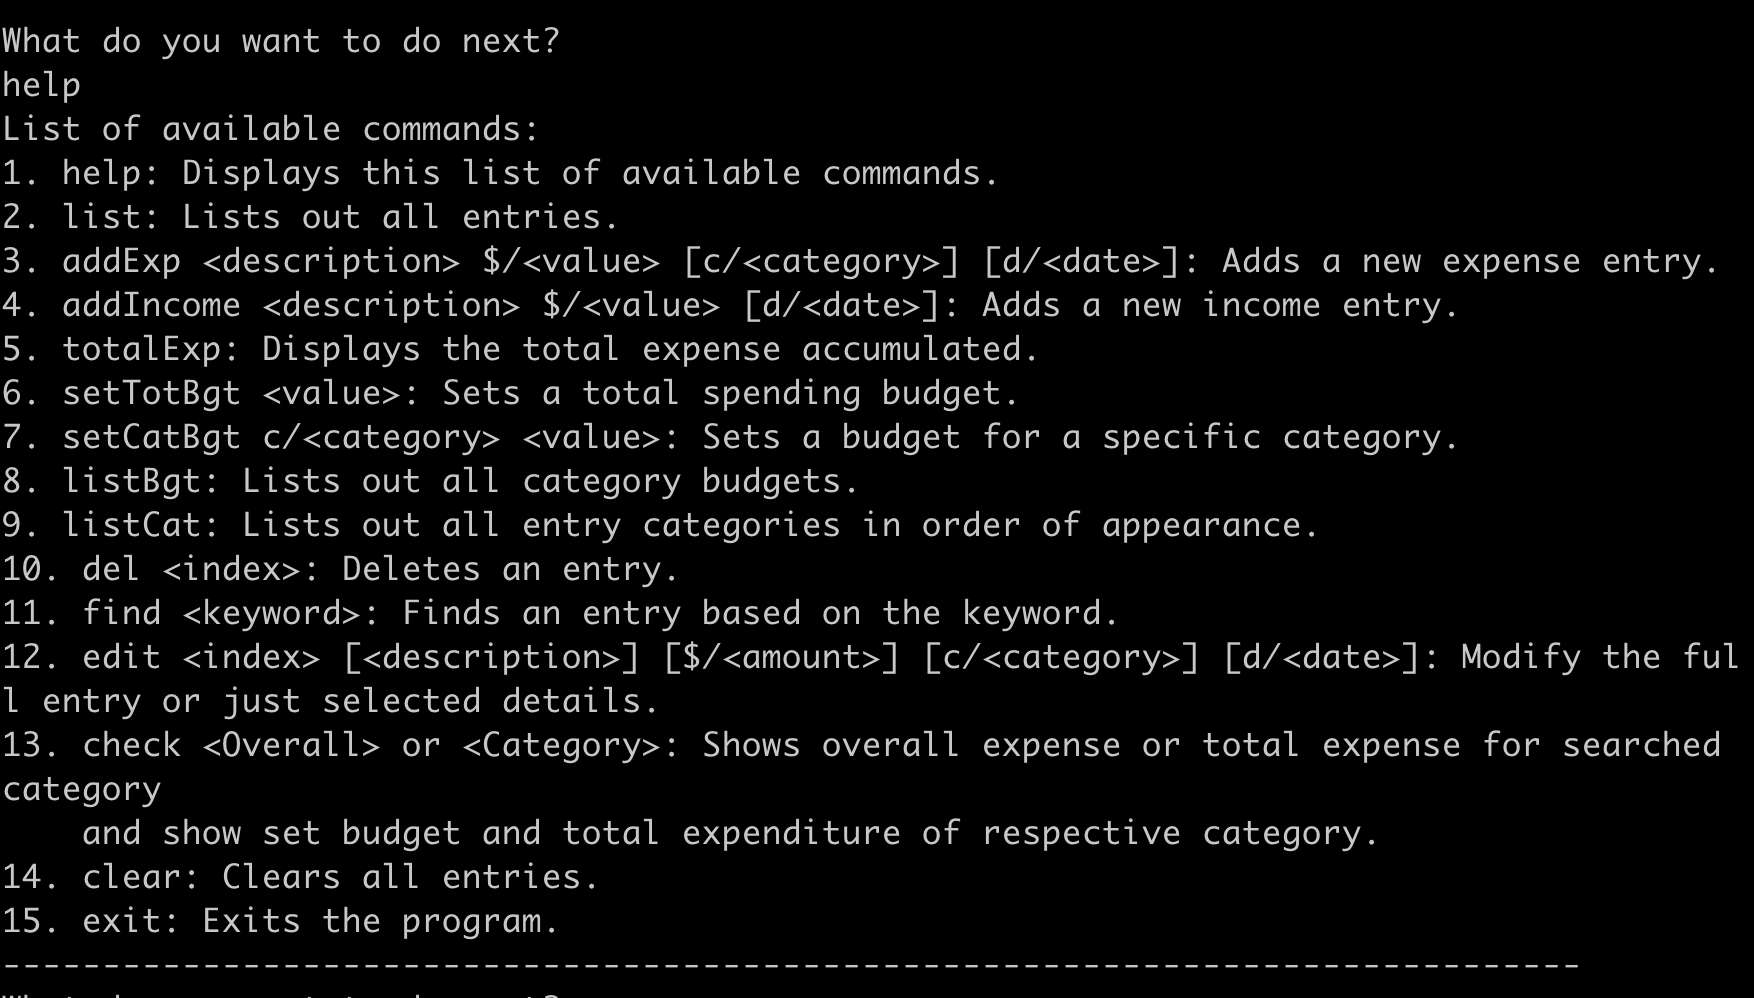 What do you want to do next?
help
List of available commands:
1. help: Displays this list of available commands.
2. list: Lists out all entries.
3. addExp <description> $/<value> [c/<category>] [d/<date>]: Adds a new expense entry.
4. addIncome <description> $/<value> [d/<date>]: Adds a new income entry.
5. totalExp: Displays the total expense accumulated.
6. setTotBgt <value>: Sets a total spending budget.
7. setCatBgt c/<category> <value>: Sets a budget for a specific category.
8. listBgt: Lists out all category budgets.
9. listCat: Lists out all entry categories in order of appearance.
10. del <index>: Deletes an entry.
11. find <keyword>: Finds an entry based on the keyword.
12. edit <index> [<description>] [$/<amount>] [c/<category>] [d/<date>]: Modify the ful
l entry or just selected details.
13. check <Overall> or <Category>: Shows overall expense or total expense for searched
category
    and show set budget and total expenditure of respective category.
14. clear: Clears all entries.
15. exit: Exits the program.
-------------------------------------------------------------------------------